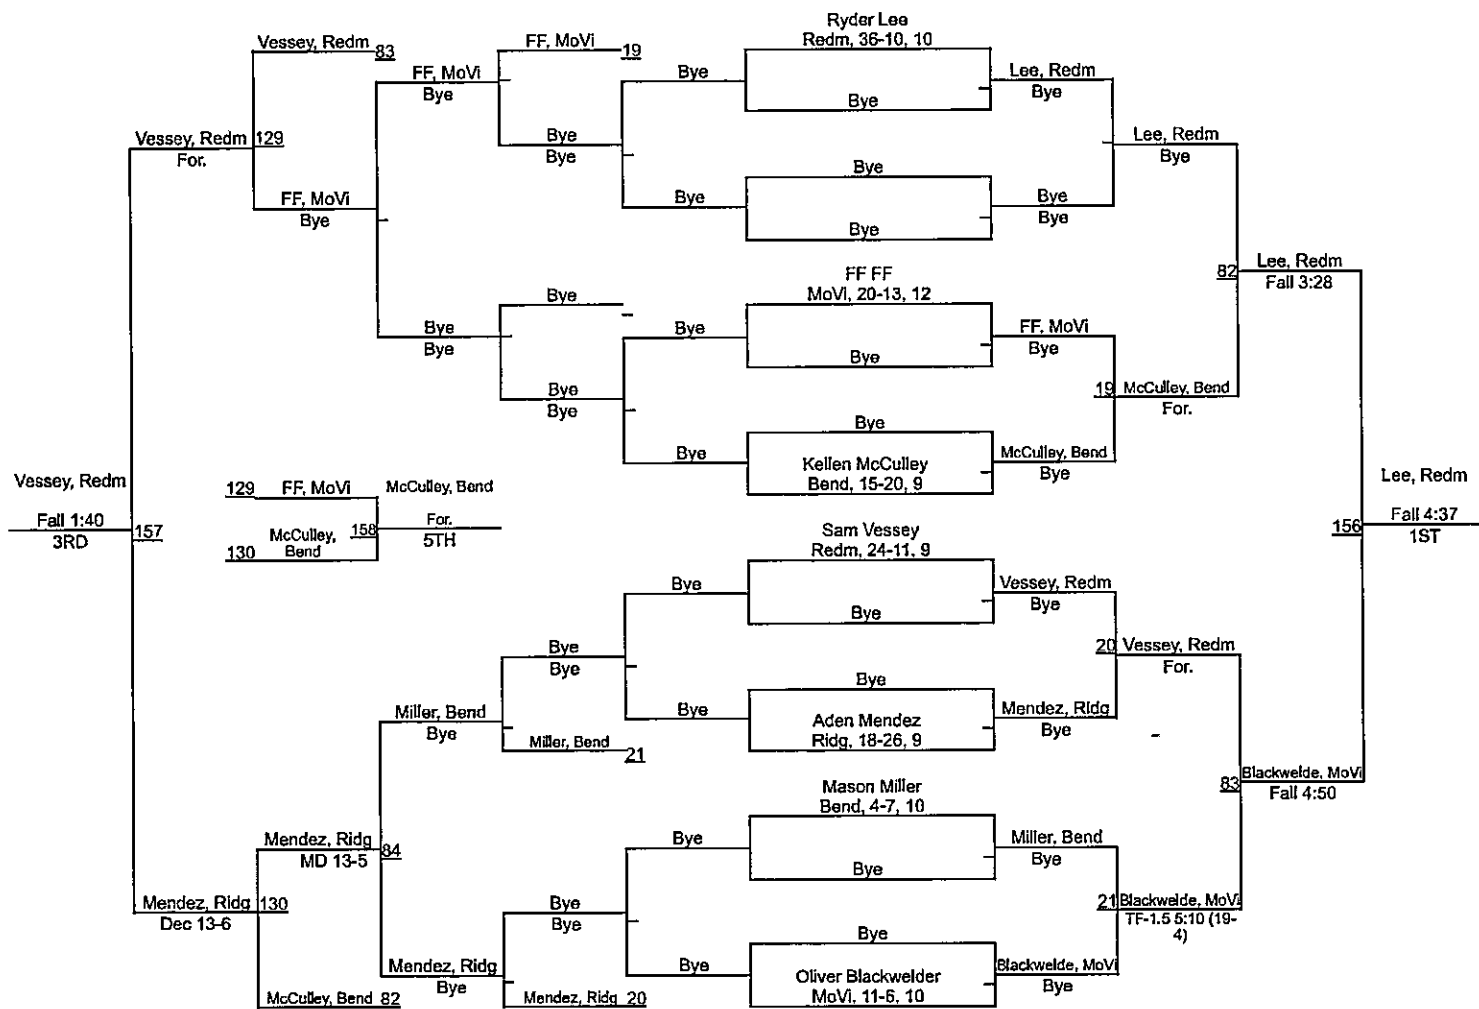 Ryder Lee
Redm, 36-10, 10
Vessey, Redm 83
FF, MoVi 19
FF, MoVi
Bye
Bye
Bye
Lee, Redm
Bye
Vessey, Redm 129
For.
Bye
Bye
Lee, Redm
Bye
FF, MoVi
Bye
Bye
Bye
Bye
Bye
Bye
FF FF
MoVi, 20-13, 12
82 Lee, Redm
Fall 3:28
Bye
Bye
Bye
Bye
Bye
FF, MoVi
Bye
Bye
Bye
Bye
19 McCulley, Bend
For.
Bye
Kellen McCulley
Bend, 15-20, 9
McCulley, Bend
Bye
Vessey, Redm
Fall 1:40
3RD
157
129 FF, MoVi
McCulley, Bend
McCulley,
Bend
130
158
For.
5TH
Lee, Redm
156 Fall 4:37
1ST
Sam Vessey
Redm, 24-11, 9
Bye
Bye
Vessey, Redm
Bye
Bye
Bye
20 Vessey, Redm
For.
Bye
Miller, Bend
Bye
Bye
Aden Mendez
Ridg, 18-26, 9
Mendez, Ridg
Bye
Miller, Bend
21
Mason Miller
Bend, 4-7, 10
83 Blackwelde, MoVi
Fall 4:50
Mendez, Ridg
MD 13-5
84
Bye
Bye
Miller, Bend
Bye
Mendez, Ridg 130
Dec 13-6
Bye
Bye
21 Blackwelde, MoVi
TF-1.5 5:10 (19-
4)
Bye
Mendez, Ridg
Bye
Bye
Oliver Blackwelder
MoVi, 11-6, 10
Blackwelde, MoVi
Bye
McCulley, Bend 82
Mendez, Ridg 20